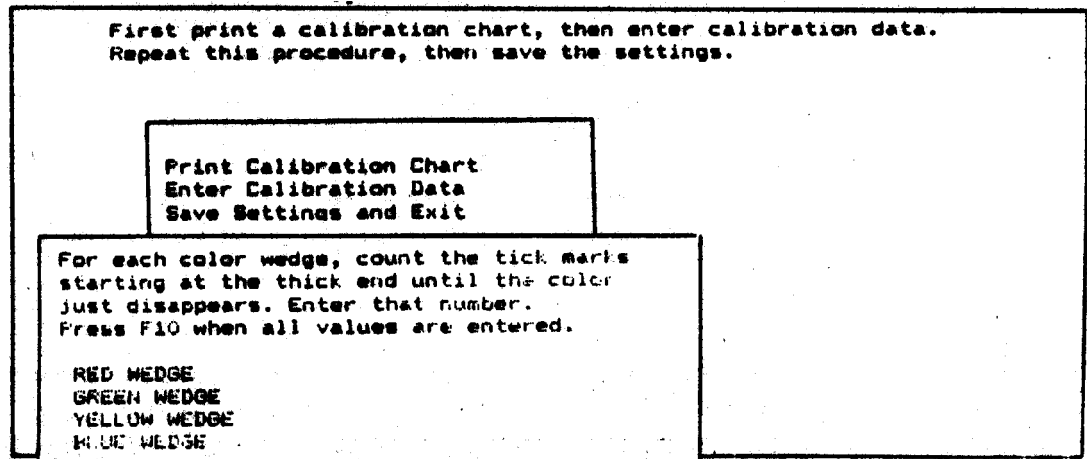 First print a calibration chart, then enter calibration data.
Repeat this procedure, then save the settings.
Print Calibration Chart
Enter Calibration Data
Save Settings and Exit
For each color wedge, count the tick marks
starting at the thick end until the color
just disappears. Enter that number.
Press F10 when all values are entered.
RED WEDGE
GREEN WEDGE
YELLOW WEDGE
BLUE WEDGE